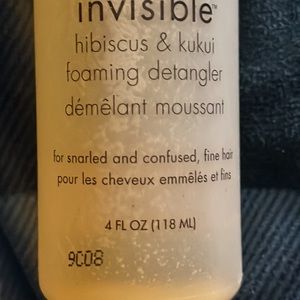 invisible™
hibiscus & kukui
foaming detangler
démêlant moussant
for snarled and confused, fine hair
pour les cheveux emmêlés et fins
4 FL OZ (118 ML)
9C08